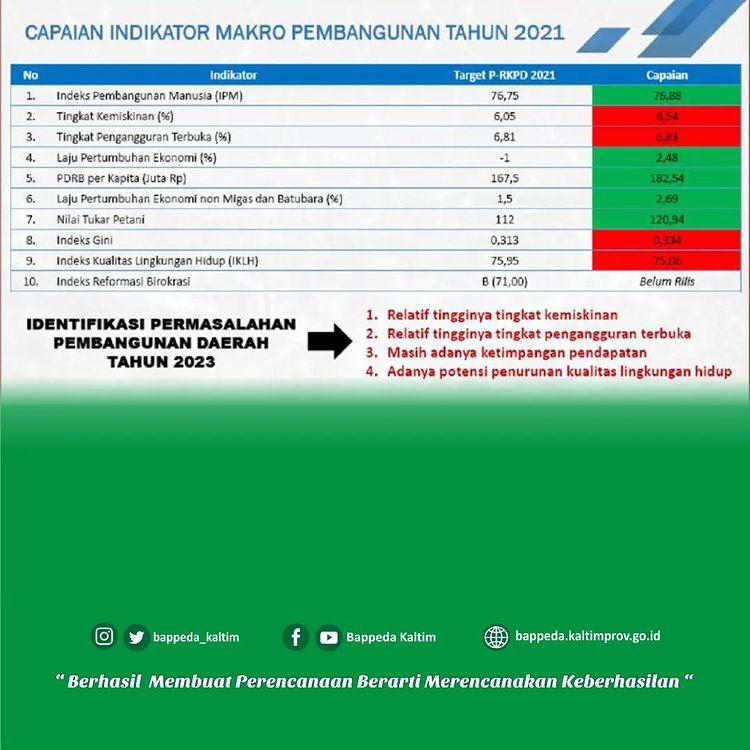 CAPAIAN INDIKATOR MAKRO PEMBANGUNAN TAHUN 2021
No Indikator Target P-RKPD 2021 Capaian
1. Indeks Pembangunan Manusia (IPM) 76,75 76,88
2. Tingkat Kemiskinan (%) 6,05 6,54
3. Tingkat Pengangguran Terbuka (%) 6,81 6,83
4. Laju Pertumbuhan Ekonomi (%) -1 2,48
5. PDRB per Kapita (Juta Rp) 167,5 182,54
6. Laju Pertumbuhan Ekonomi non Migas dan Batubara (%) 1,5 2,69
7. Nilai Tukar Petani 112 120,94
8. Indeks Gini 0,313 0,334
9. Indeks Kualitas Lingkungan Hidup (IKLH) 75,95 75,06
10. Indeks Reformasi Birokrasi B (71,00) Belum Rilis
IDENTIFIKASI PERMASALAHAN
PEMBANGUNAN DAERAH
TAHUN 2023
1. Relatif tingginya tingkat kemiskinan
2. Relatif tingginya tingkat pengangguran terbuka
3. Masih adanya ketimpangan pendapatan
4. Adanya potensi penurunan kualitas lingkungan hidup
bappeda_kaltim Bappeda Kaltim bappeda.kaltimprov.go.id
“ Berhasil Membuat Perencanaan Berarti Merencanakan Keberhasilan “